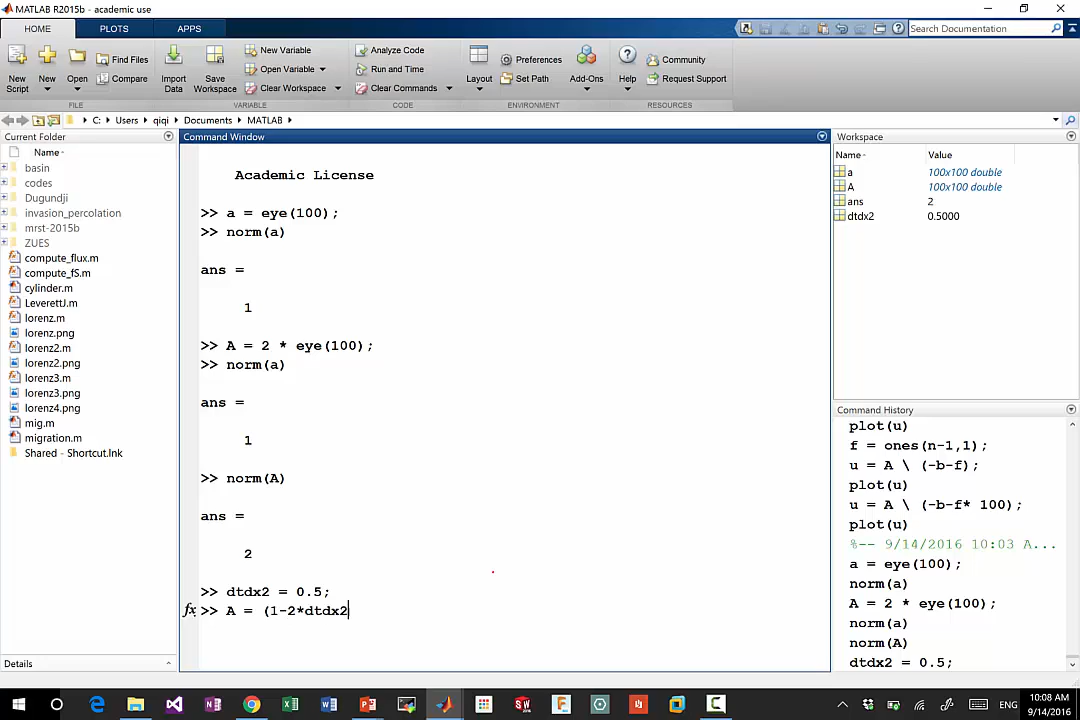 MATLAB R2015b - academic use
HOME
PLOTS
APPS
Search Documentation
New Script
New
Open
Find Files
Compare
Import Data
Save Workspace
New Variable
Open Variable
Clear Workspace
Analyze Code
Run and Time
Clear Commands
Layout
Preferences
Set Path
Add-Ons
Help
Community
Request Support
FILE
VARIABLE
CODE
ENVIRONMENT
RESOURCES
C: Users qiqi Documents MATLAB
Current Folder
Name
basin
codes
Dugundji
invasion_percolation
mrst-2015b
ZUES
compute_flux.m
compute_fS.m
cylinder.m
LeverettJ.m
lorenz.m
lorenz.png
lorenz2.m
lorenz2.png
lorenz3.m
lorenz3.png
lorenz4.png
mig.m
migration.m
Shared - Shortcut.lnk
Details
Command Window
Academic License
>> a = eye(100);
>> norm(a)
ans =
1
>> A = 2 * eye(100);
>> norm(a)
ans =
1
>> norm(A)
ans =
2
>> dtdx2 = 0.5;
fx >> A = (1-2*dtdx2
Workspace
Name Value
a 100x100 double
A 100x100 double
ans 2
dtdx2 0.5000
Command History
plot(u)
f = ones(n-1,1);
u = A \ (-b-f);
plot(u)
u = A \ (-b-f* 100);
plot(u)
%-- 9/14/2016 10:03 A...
a = eye(100);
norm(a)
A = 2 * eye(100);
norm(a)
norm(A)
dtdx2 = 0.5;
ENG
10:08 AM
9/14/2016